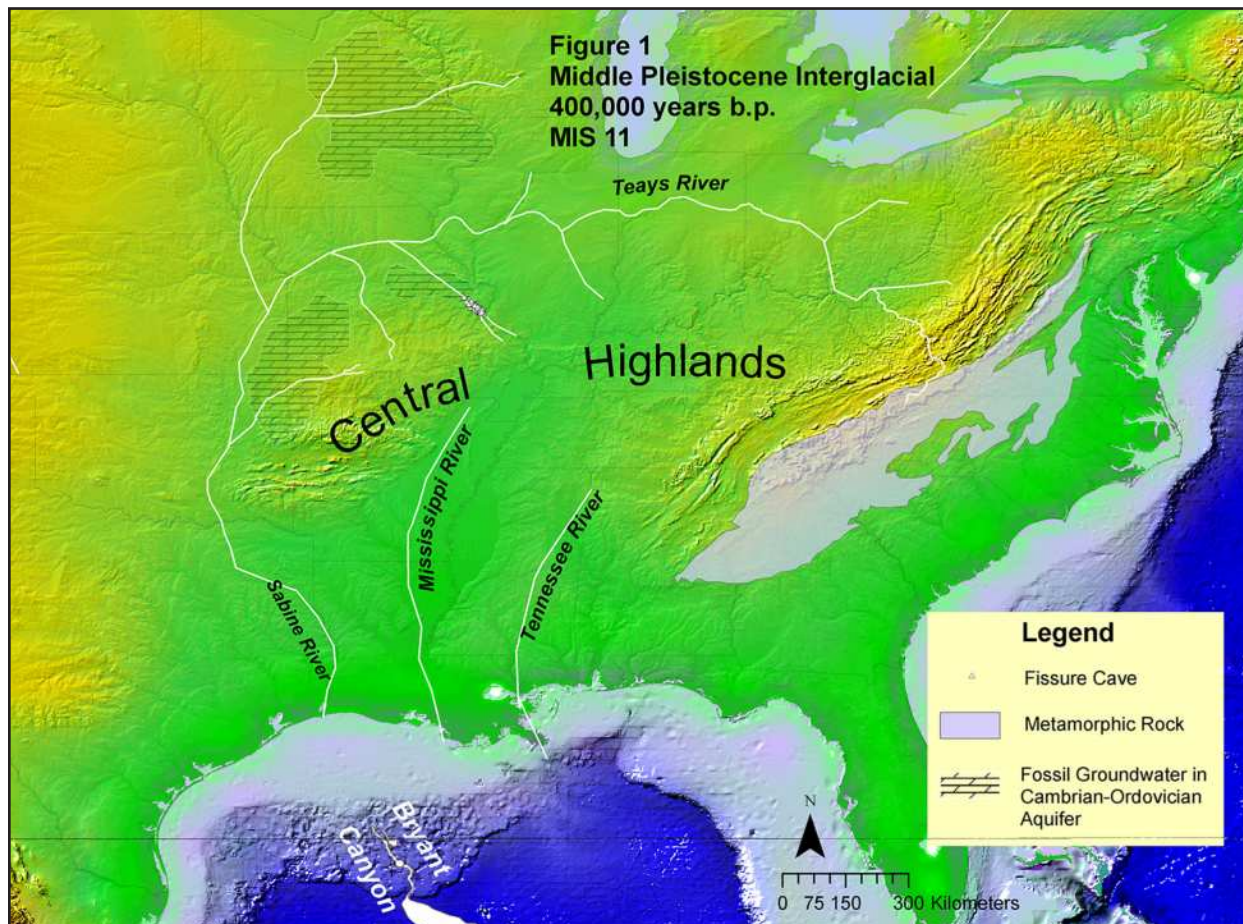 Figure 1
Middle Pleistocene Interglacial
400,000 years b.p.
MIS 11
Teays River
Central
Highlands
Mississippi River
Tennessee River
Sabine River
Bryant
Canyon
Legend
Fissure Cave
Metamorphic Rock
Fossil Groundwater in
Cambrian-Ordovician
Aquifer
N
0 75 150 300 Kilometers